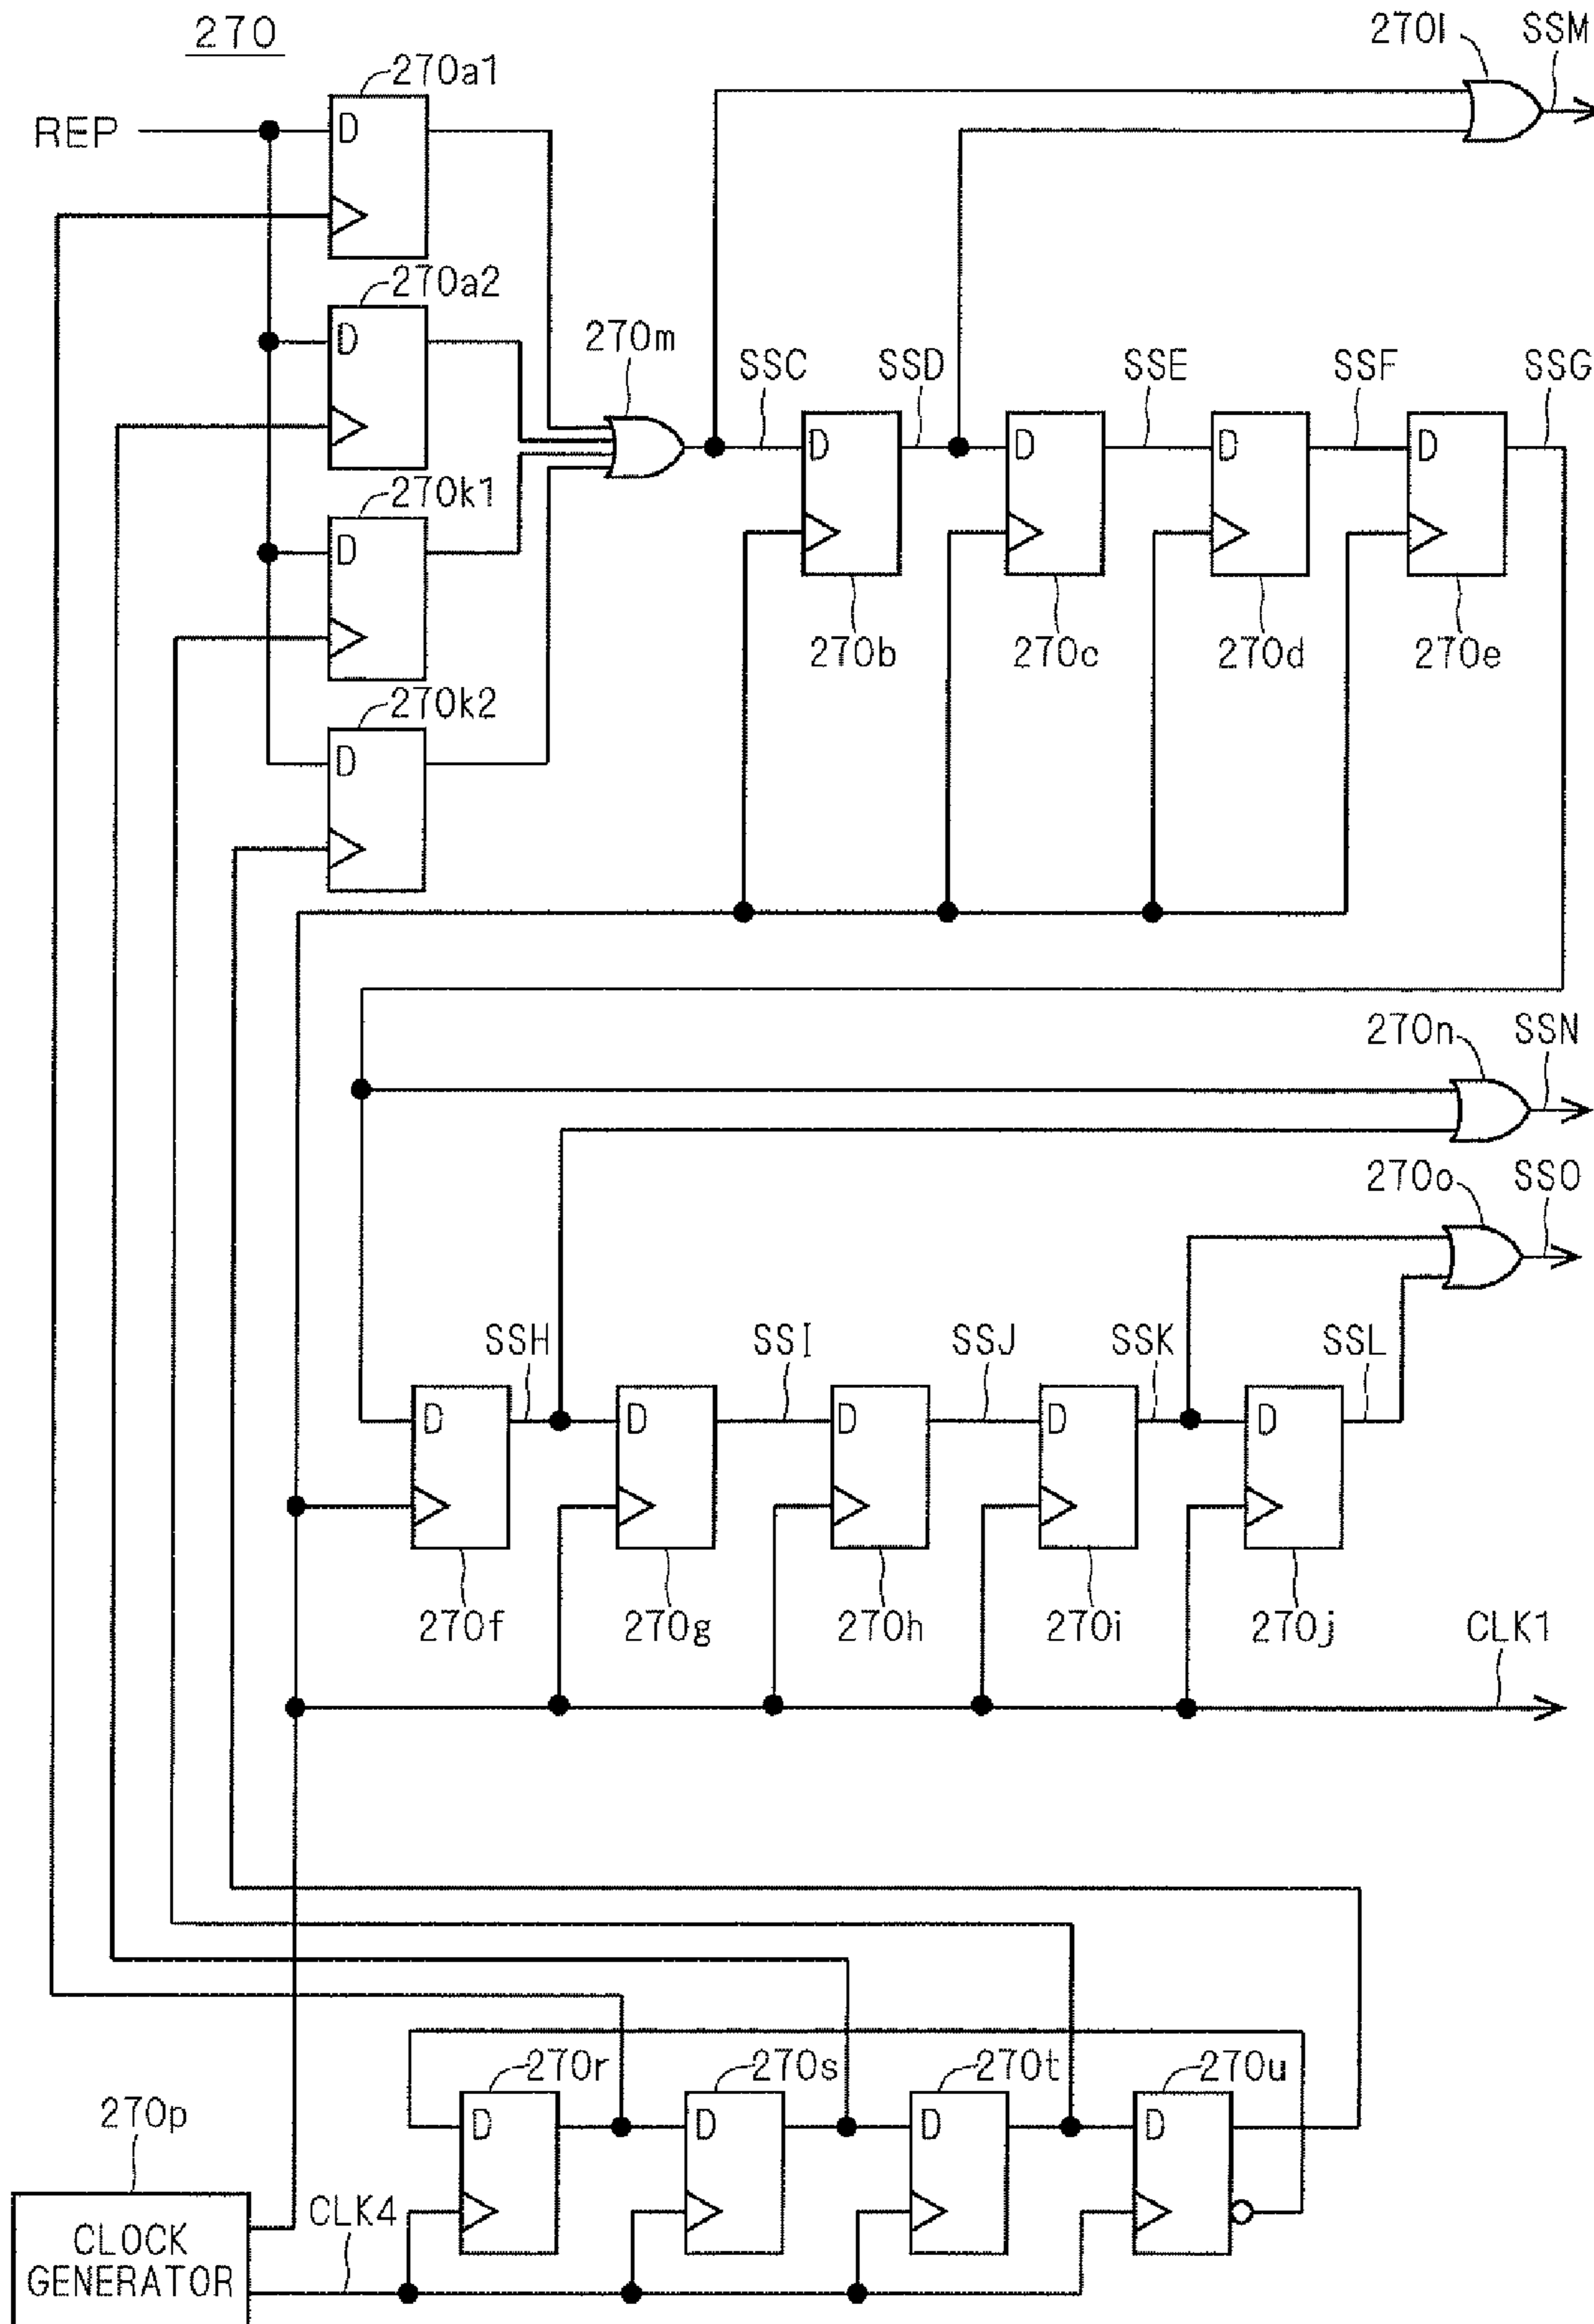 270
270a1
270l
SSM
REP
D
270a2
D
270m
SSC
SSD
SSE
SSF
SSG
D
D
D
D
270k1
D
270b
270c
270d
270e
270k2
D
270n
SSN
270o
SSO
SSH
SSI
SSJ
SSK
SSL
D
D
D
D
D
270f
270g
270h
270i
270j
CLK1
270r
270s
270t
270u
270p
D
D
D
D
CLK4
CLOCK
GENERATOR